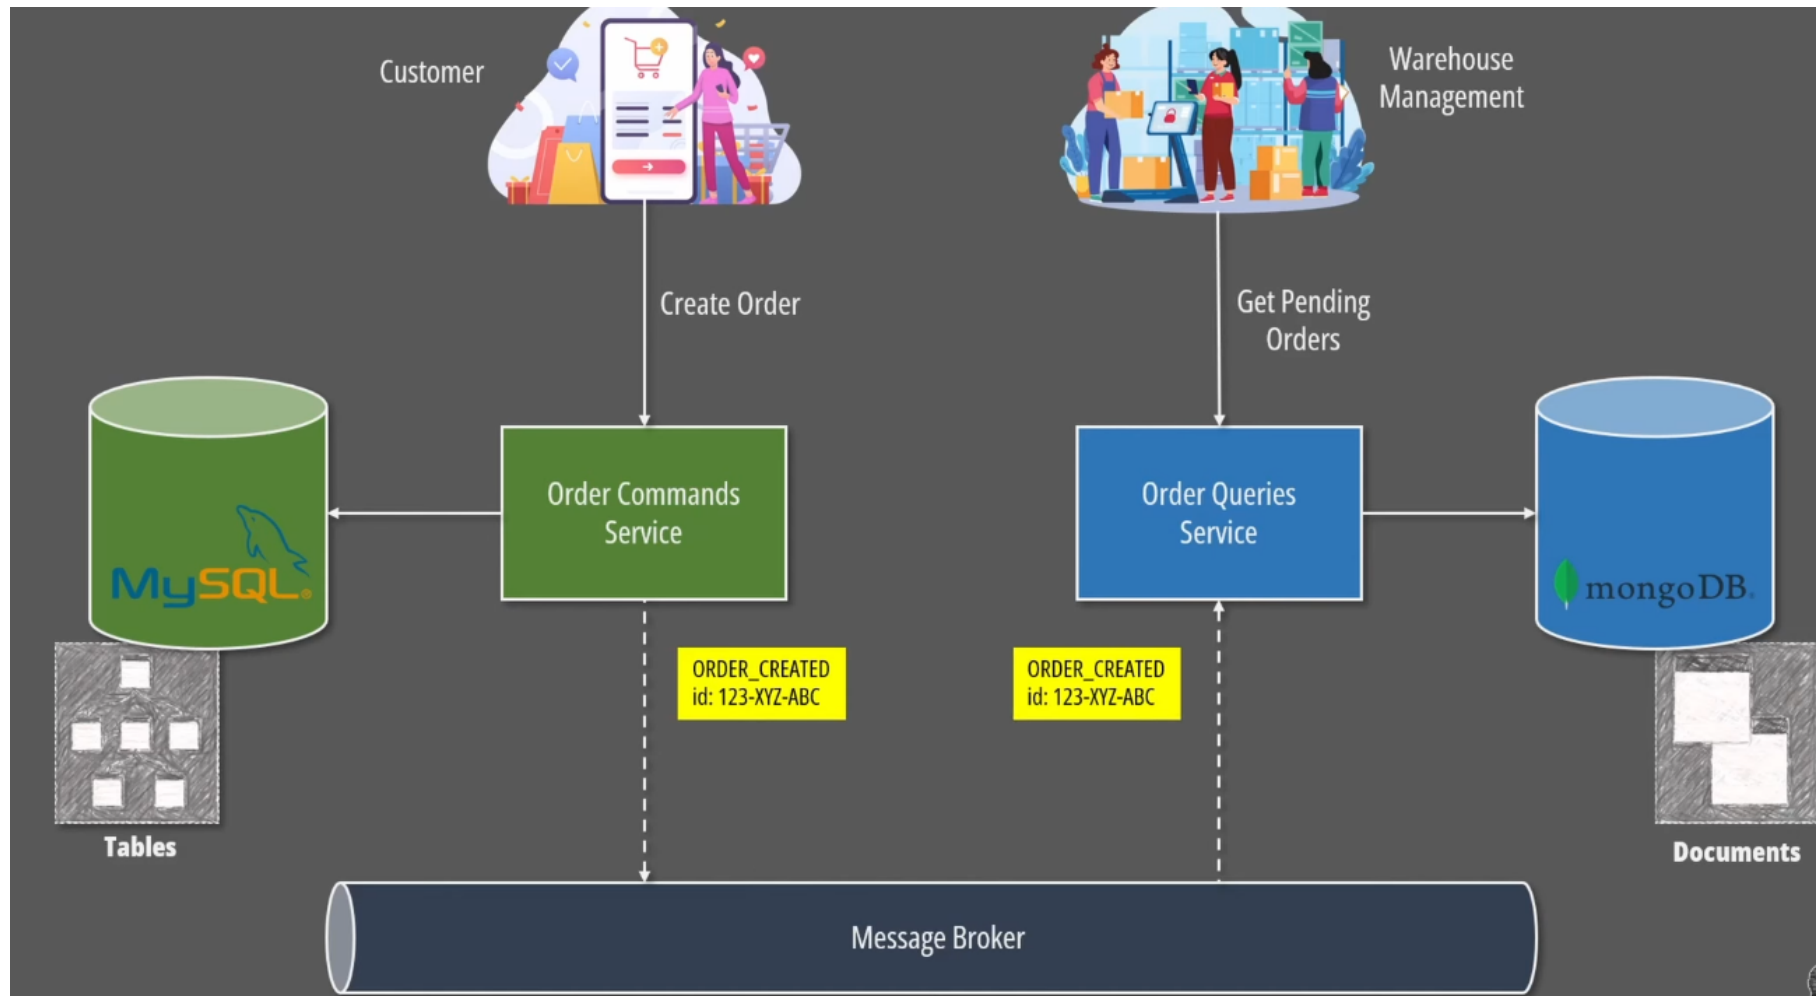 Customer
Warehouse
Management
Create Order
Get Pending
Orders
Order Commands
Service
Order Queries
Service
MySQL®
mongoDB®
ORDER_CREATED
id: 123-XYZ-ABC
ORDER_CREATED
id: 123-XYZ-ABC
Tables
Documents
Message Broker